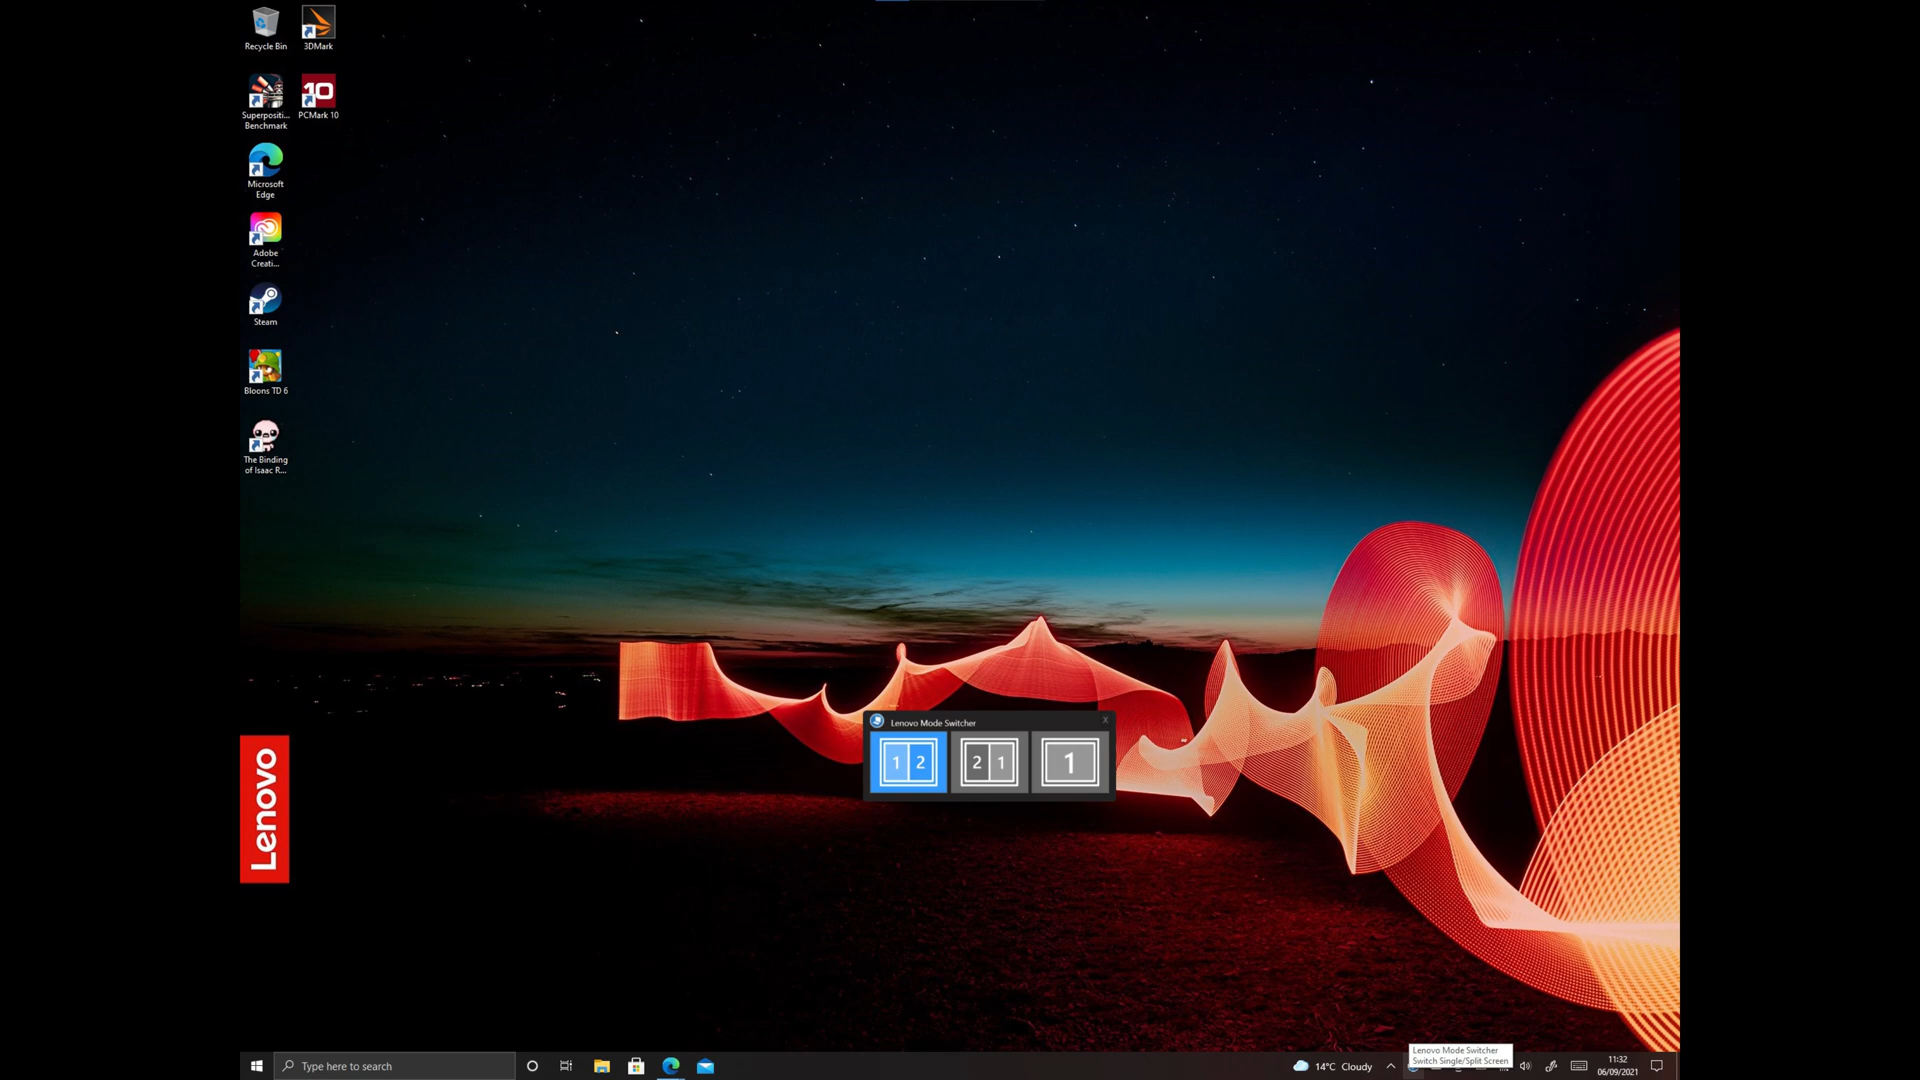 Recycle Bin
3DMark
Superpositi...
Benchmark
10
PCMark 10
Microsoft
Edge
Adobe
Creati...
Steam
Bloons TD 6
The Binding
of Isaac R...
Lenovo
Lenovo Mode Switcher
X
1 2
2 1
1
Type here to search
14°C Cloudy
Lenovo Mode Switcher
Switch Single/Split Screen
11:32
06/09/2021